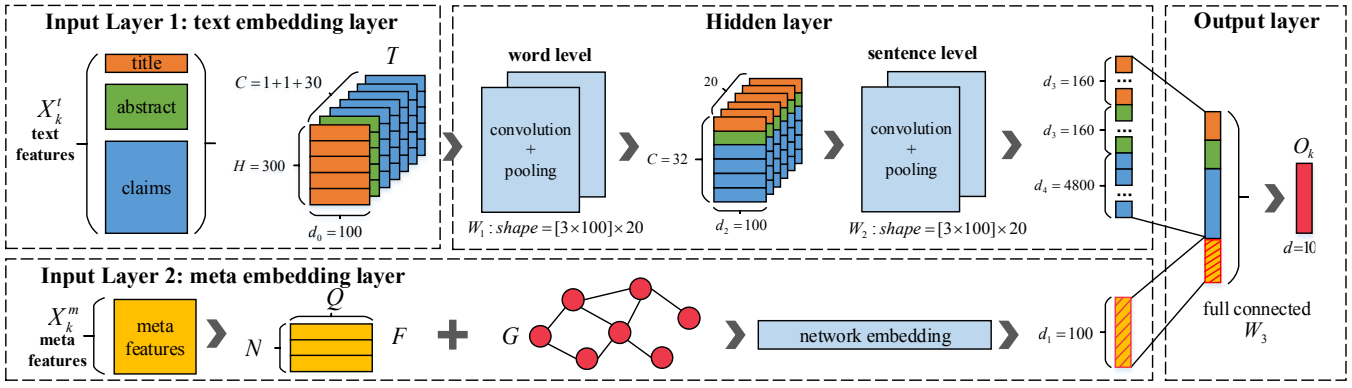 Input Layer 1: text embedding layer
X_k^t
text
features
title
abstract
claims
T
C = 1+1+30
H = 300
d_0 = 100
Hidden layer
word level
convolution
+
pooling
W_1 : shape = [3×100]×20
20
C = 32
d_2 = 100
sentence level
convolution
+
pooling
W_2 : shape = [3×100]×20
d_3 = 160
...
d_3 = 160
...
d_4 = 4800
...
Output layer
O_k
d=10
full connected
W_3
Input Layer 2: meta embedding layer
X_k^m
meta
features
meta
features
Q
N
F
G
network embedding
d_1 = 100